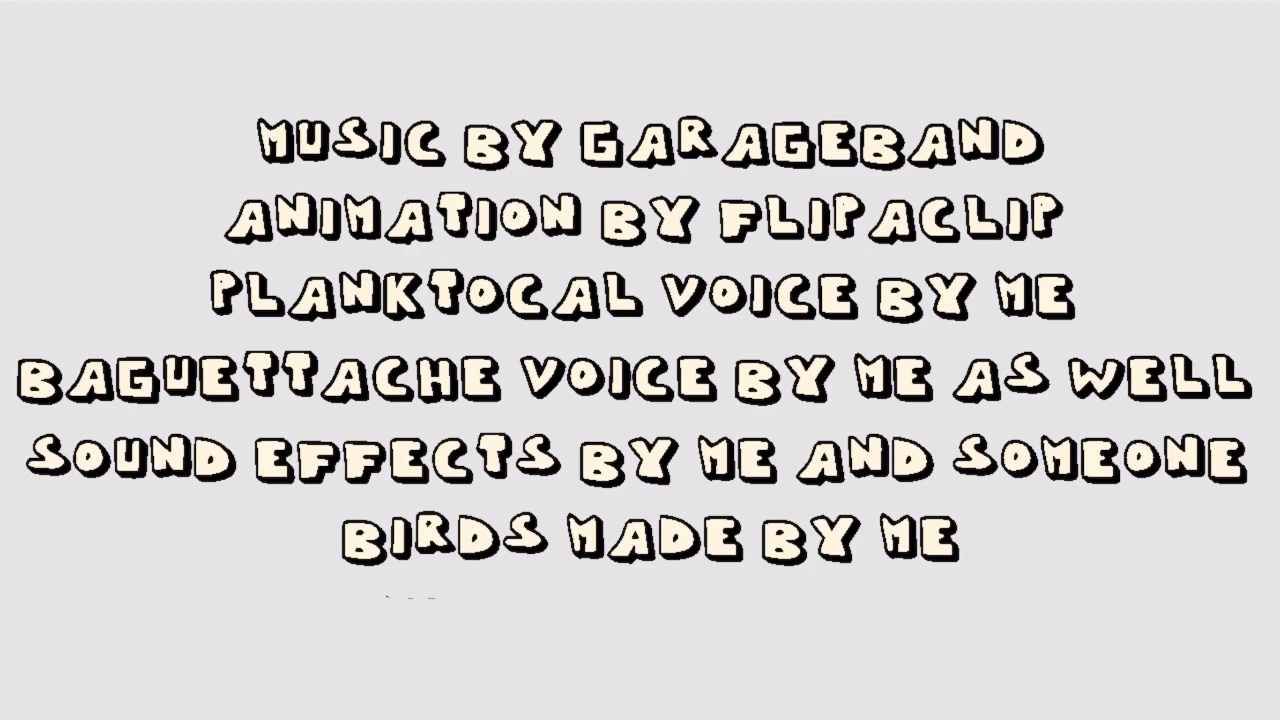 MUSIC BY GARAGEBAND
ANIMATION BY FLIPACLIP
PLANKTOCAL VOICE BY ME
BAGUETTACHE VOICE BY ME AS WELL
SOUND EFFECTS BY ME AND SOMEONE
BIRDS MADE BY ME